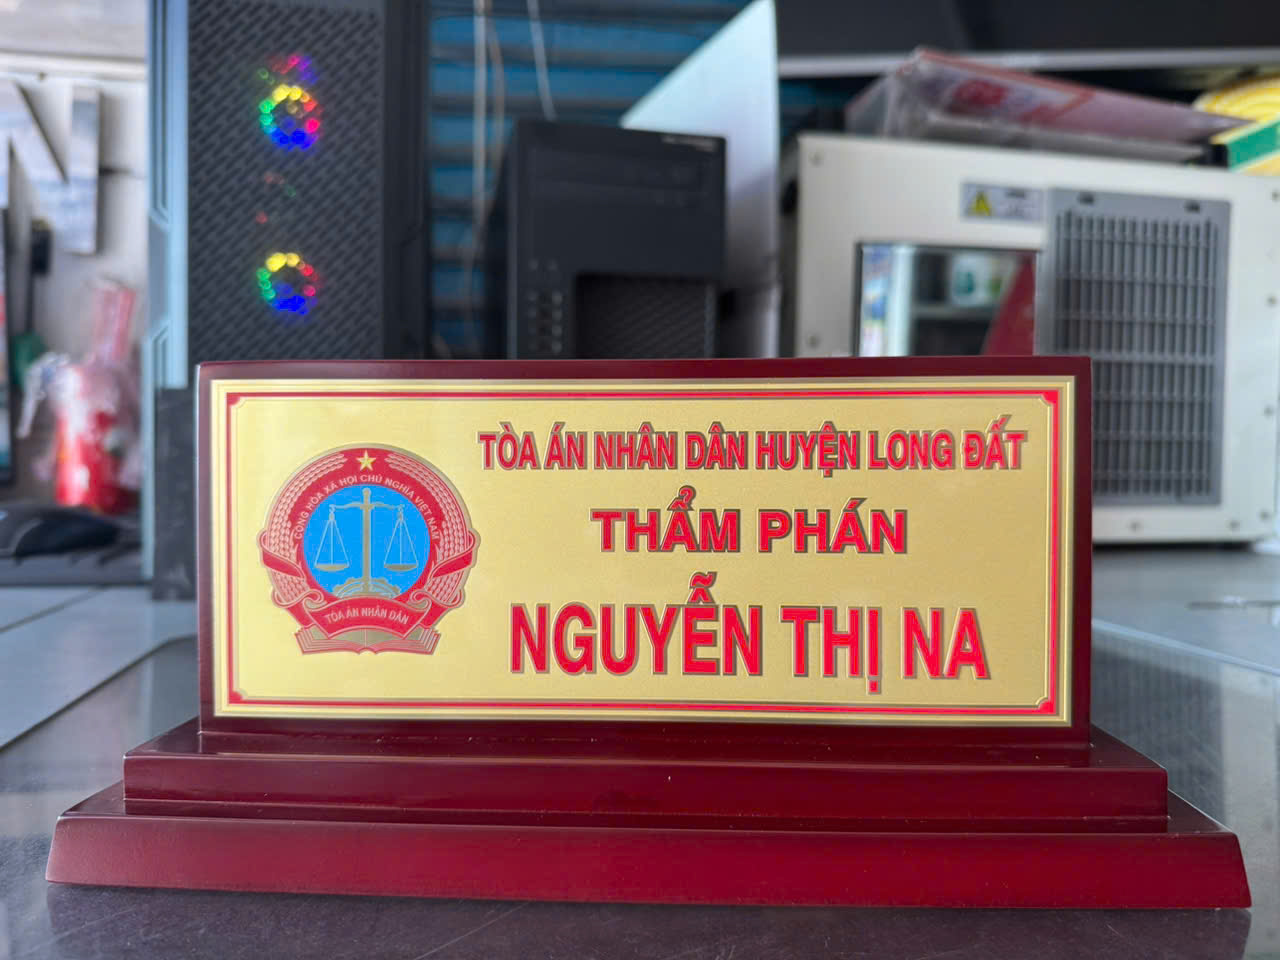 TÒA ÁN NHÂN DÂN HUYỆN LONG ĐẤT
THẨM PHÁN
NGUYỄN THỊ NA
CỘNG HÒA XÃ HỘI CHỦ NGHĨA VIỆT NAM
TÒA ÁN NHÂN DÂN